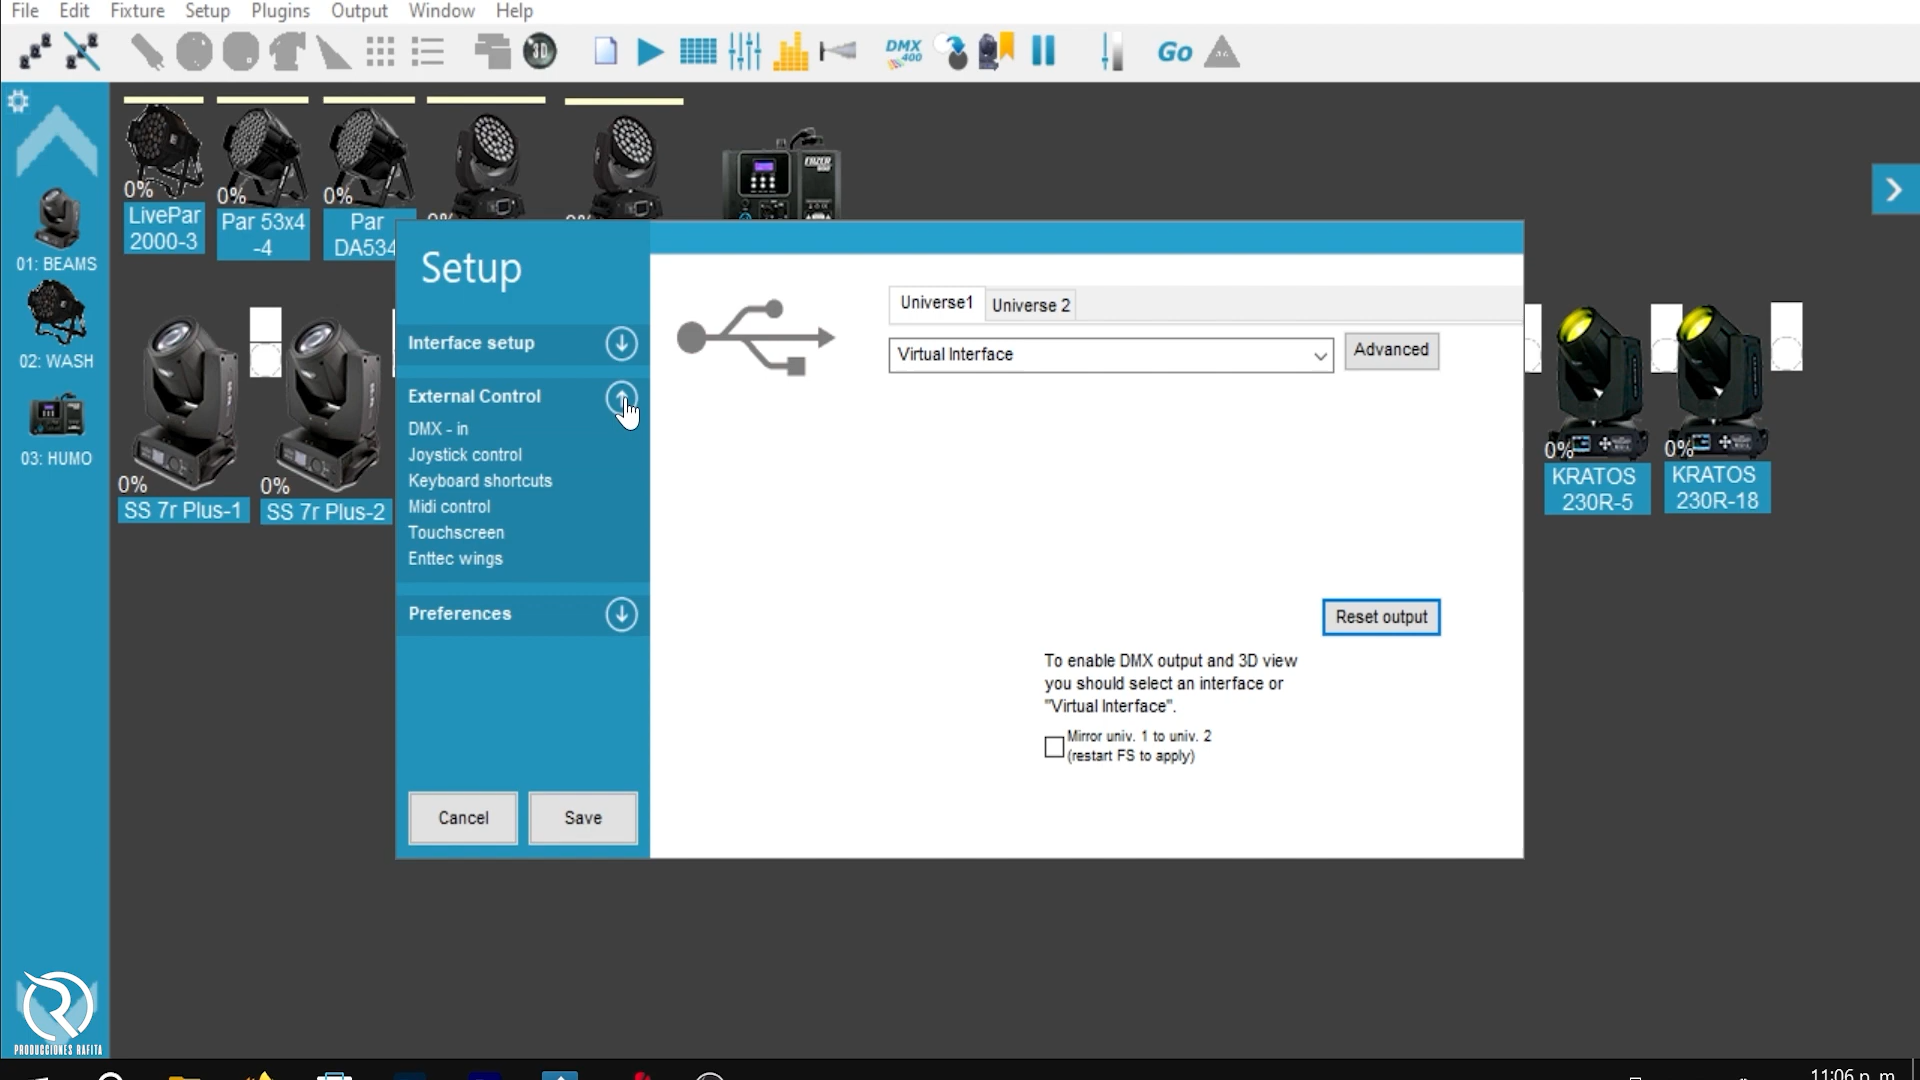 File Edit Fixture Setup Plugins Output Window Help
3D
DMX
400
Go
0%
0%
0%
LivePar
2000-3
Par 53x4
-4
Par
DA534
01: BEAMS
02: WASH
03: HUMO
0%
SS 7r Plus-1
0%
SS 7r Plus-2
Setup
Interface setup
External Control
DMX - in
Joystick control
Keyboard shortcuts
Midi control
Touchscreen
Enttec wings
Preferences
Cancel
Save
Universe1
Universe 2
Virtual Interface
Advanced
Reset output
To enable DMX output and 3D view
you should select an interface or
"Virtual Interface".
Mirror univ. 1 to univ. 2
(restart FS to apply)
0%
KRATOS
230R-5
0%
KRATOS
230R-18
PRODUCCIONES RAFITA
11:06 p. m.